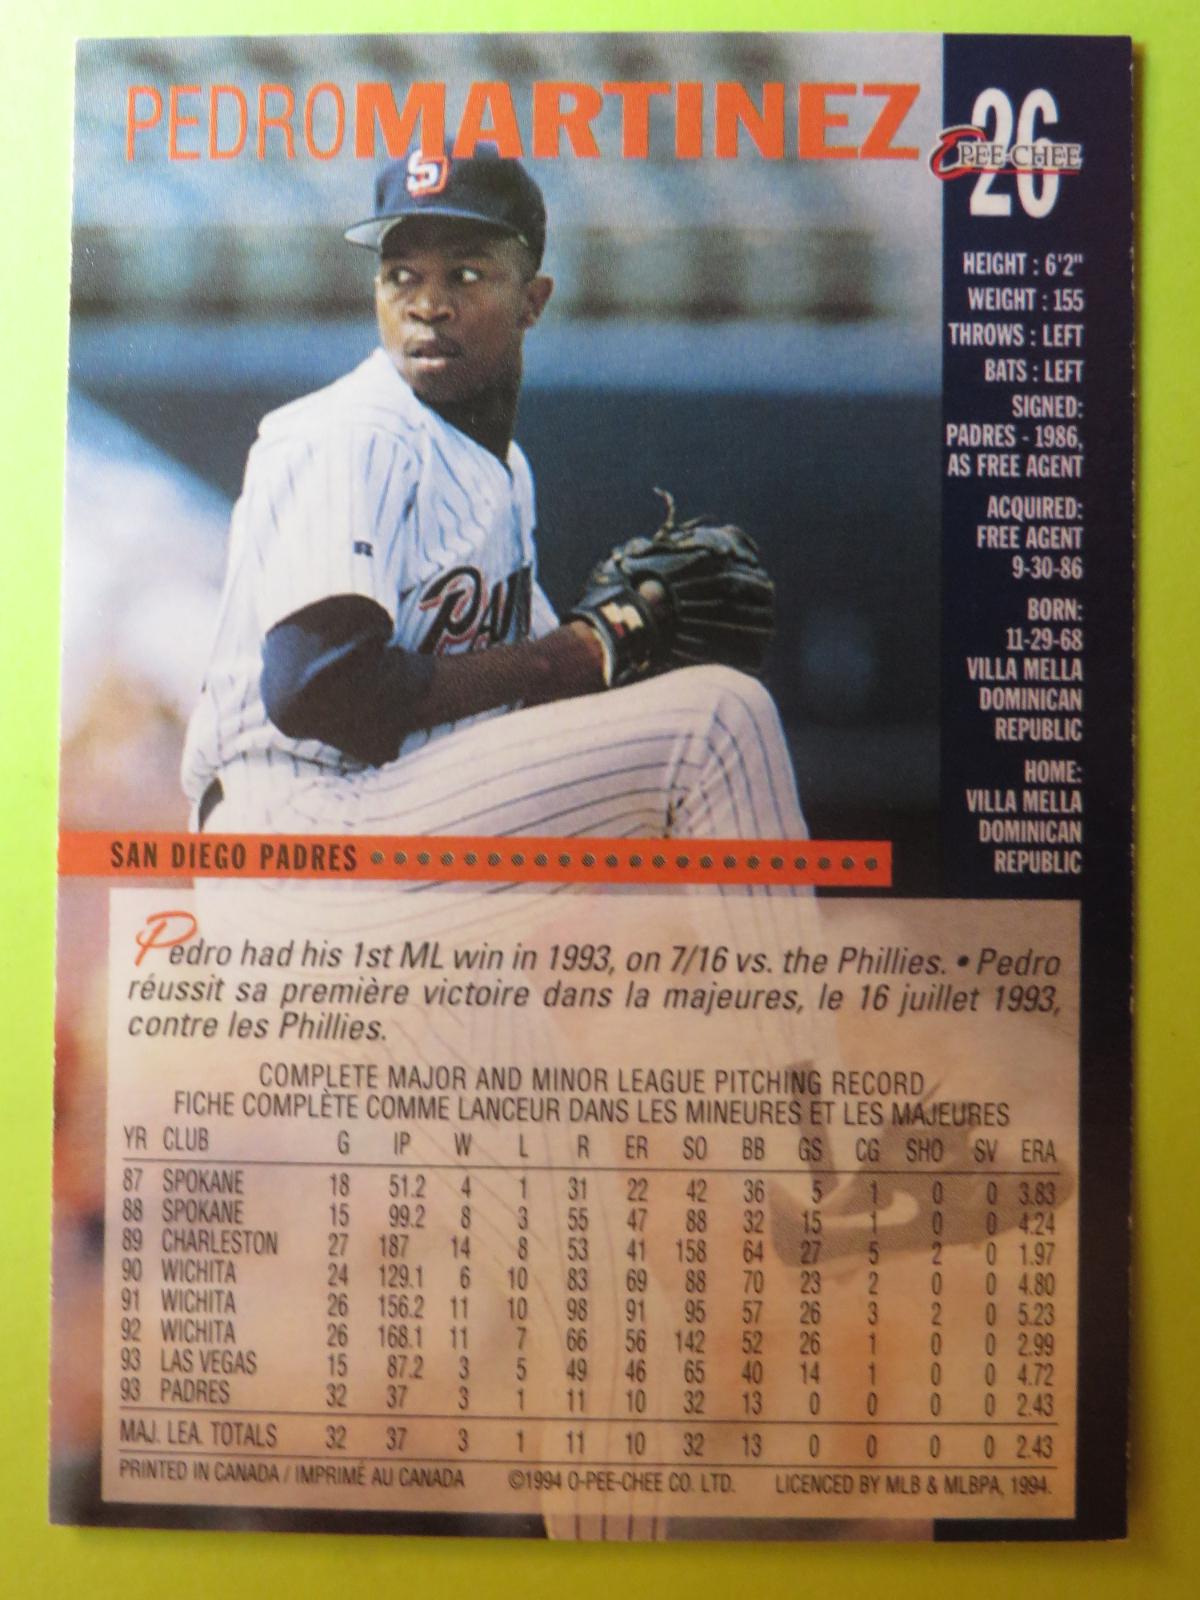 PEDRO MARTINEZ
26
O-PEE-CHEE
HEIGHT : 6'2"
WEIGHT : 155
THROWS : LEFT
BATS : LEFT
SIGNED:
PADRES - 1986,
AS FREE AGENT
ACQUIRED:
FREE AGENT
9-30-86
BORN:
11-29-68
VILLA MELLA
DOMINICAN
REPUBLIC
HOME:
VILLA MELLA
DOMINICAN
REPUBLIC
SD
PAD
SAN DIEGO PADRES
Pedro had his 1st ML win in 1993, on 7/16 vs. the Phillies. • Pedro
réussit sa première victoire dans la majeures, le 16 juillet 1993,
contre les Phillies.
COMPLETE MAJOR AND MINOR LEAGUE PITCHING RECORD
FICHE COMPLÈTE COMME LANCEUR DANS LES MINEURES ET LES MAJEURES
YR CLUB G IP W L R ER SO BB GS CG SHO SV ERA
87 SPOKANE 18 51.2 4 1 31 22 42 36 5 1 0 0 3.83
88 SPOKANE 15 99.2 8 3 55 47 88 32 15 1 0 0 4.24
89 CHARLESTON 27 187 14 8 53 41 158 64 27 5 2 0 1.97
90 WICHITA 24 129.1 6 10 83 69 88 70 23 2 0 0 4.80
91 WICHITA 26 156.2 11 10 98 91 95 57 26 3 2 0 5.23
92 WICHITA 26 168.1 11 7 66 56 142 52 26 1 0 0 2.99
93 LAS VEGAS 15 87.2 3 5 49 46 65 40 14 1 0 0 4.72
93 PADRES 32 37 3 1 11 10 32 13 0 0 0 0 2.43
MAJ. LEA. TOTALS 32 37 3 1 11 10 32 13 0 0 0 0 2.43
PRINTED IN CANADA / IMPRIMÉ AU CANADA ©1994 O-PEE-CHEE CO. LTD. LICENCED BY MLB & MLBPA, 1994.